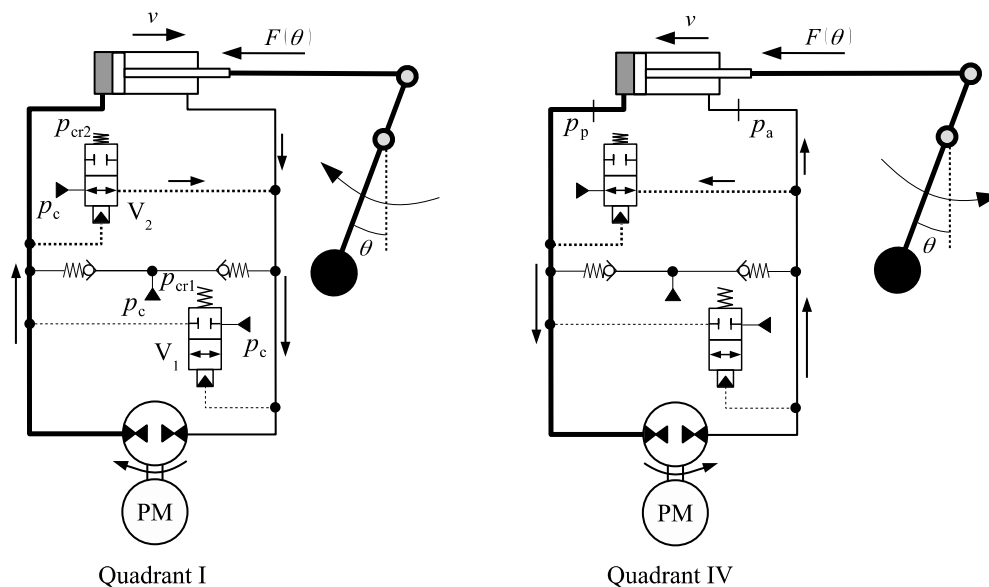 v
F(θ)
p_cr2
p_c
V_2
θ
p_cr1
p_c
V_1
p_c
PM
Quadrant I
v
F(θ)
p_p
p_a
θ
PM
Quadrant IV